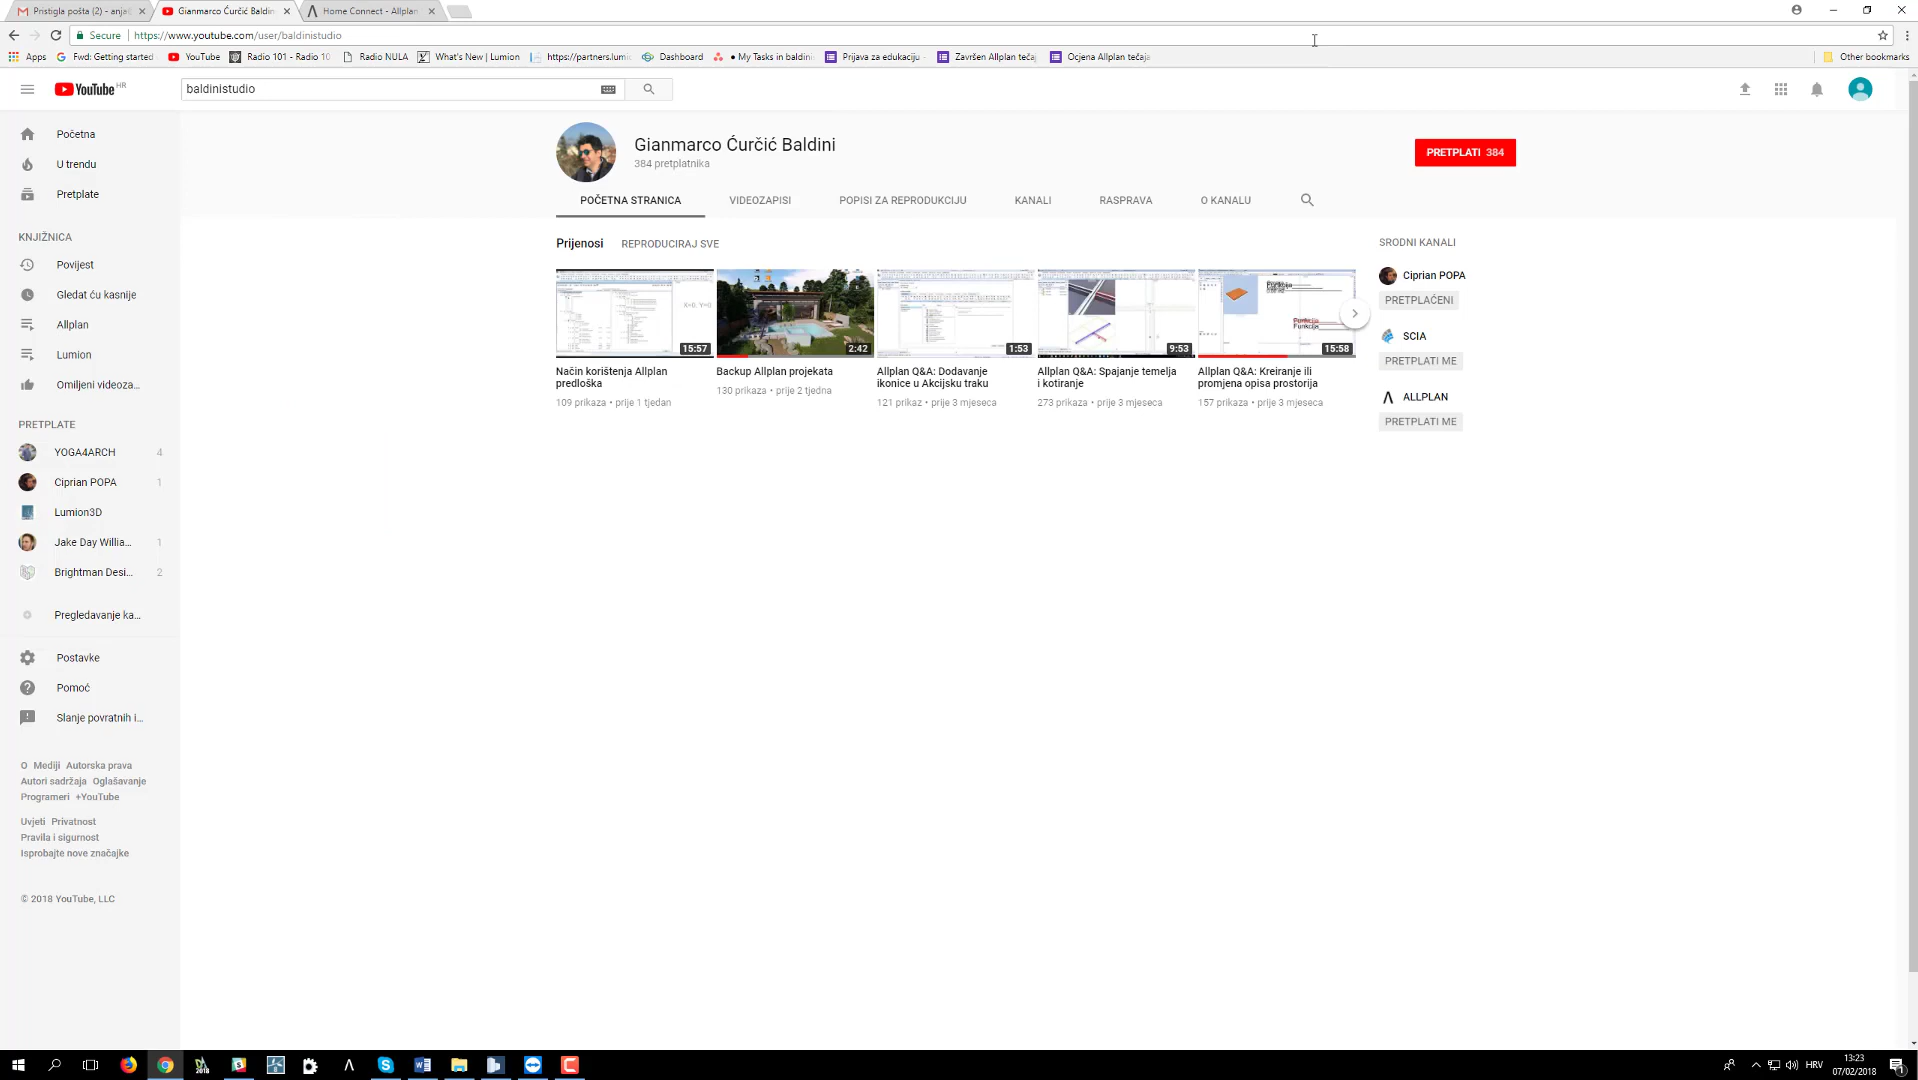 Pristigla pošta (2) - anja
Gianmarco Ćurčić Baldin
Home Connect - Allplan
Secure
https://www.youtube.com/user/baldinistudio
Apps
Fwd: Getting started
YouTube
Radio 101 - Radio 10
Radio NULA
What's New | Lumion
https://partners.lumio
Dashboard
• My Tasks in baldini
Prijava za edukaciju -
Završen Allplan tečaj
Ocjena Allplan tečaja
Other bookmarks
YouTube HR
baldinistudio
Početna
U trendu
Pretplate
KNJIŽNICA
Povijest
Gledat ću kasnije
Allplan
Lumion
Omiljeni videoza...
PRETPLATE
YOGA4ARCH 4
Ciprian POPA 1
Lumion3D
Jake Day Willia... 1
Brightman Desi... 2
Pregledavanje ka...
Postavke
Pomoć
Slanje povratnih i...
O Mediji Autorska prava
Autori sadržaja Oglašavanje
Programeri +YouTube
Uvjeti Privatnost
Pravila i sigurnost
Isprobajte nove značajke
© 2018 YouTube, LLC
Gianmarco Ćurčić Baldini
384 pretplatnika
PRETPLATI 384
POČETNA STRANICA
VIDEOZAPISI
POPISI ZA REPRODUKCIJU
KANALI
RASPRAVA
O KANALU
Prijenosi
REPRODUCIRAJ SVE
X=0, Y=0
15:57
Način korištenja Allplan
predloška
109 prikaza • prije 1 tjedan
2:42
Backup Allplan projekata
130 prikaza • prije 2 tjedna
1:53
Allplan Q&A: Dodavanje
ikonice u Akcijsku traku
121 prikaz • prije 3 mjeseca
9:53
Allplan Q&A: Spajanje temelja
i kotiranje
273 prikaza • prije 3 mjeseca
Funkcija
15:58
Allplan Q&A: Kreiranje ili
promjena opisa prostorija
157 prikaza • prije 3 mjeseca
SRODNI KANALI
Ciprian POPA
PRETPLAĆENI
SCIA
PRETPLATI ME
ALLPLAN
PRETPLATI ME
2018
HRV
13:23
07/02/2018